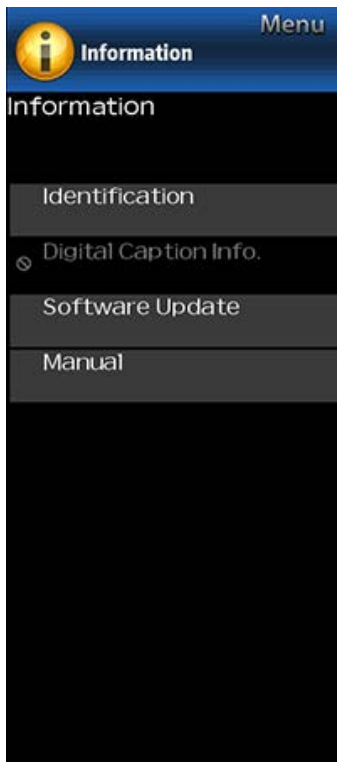 Menu
Information
Information
Identification
Digital Caption Info.
Software Update
Manual